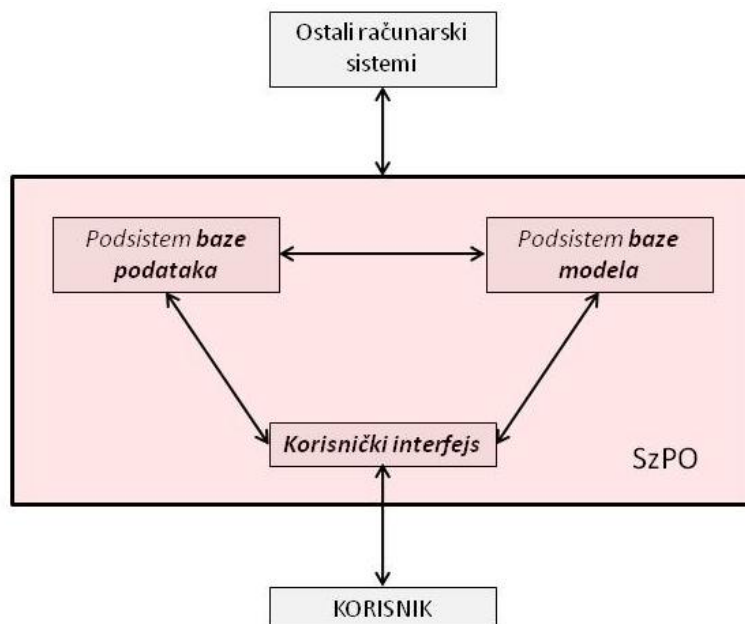 Ostali računarski
sistemi
Podsistem baze
podataka
Podsistem baze
modela
Korisnički interfejs
SzPO
KORISNIK